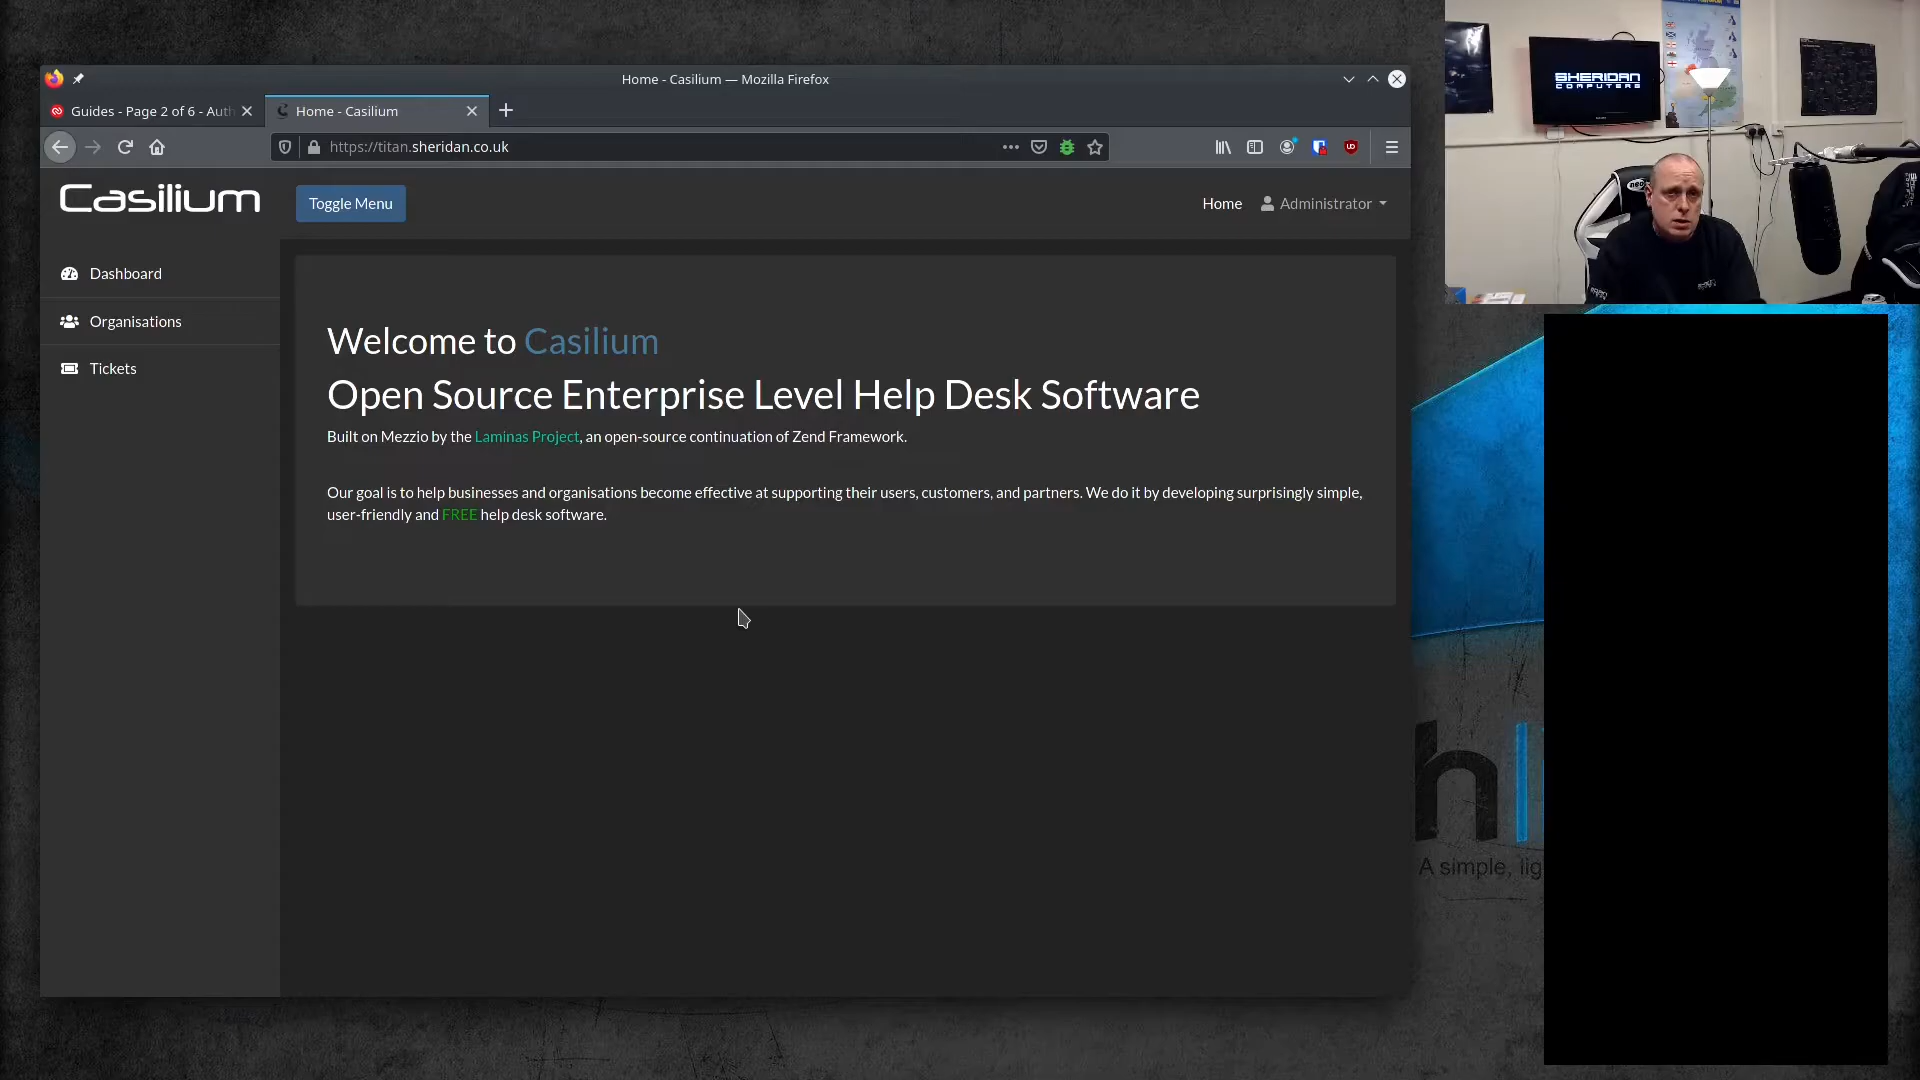 Home - Casilium — Mozilla Firefox
Guides - Page 2 of 6 - Auth
Home - Casilium
https://titan.sheridan.co.uk
Casilium
Toggle Menu
Home
Administrator
Dashboard
Organisations
Tickets
Welcome to Casilium
Open Source Enterprise Level Help Desk Software
Built on Mezzio by the Laminas Project, an open-source continuation of Zend Framework.
Our goal is to help businesses and organisations become effective at supporting their users, customers, and partners. We do it by developing surprisingly simple,
user-friendly and FREE help desk software.
SHERIDAN
COMPUTERS
A simple, lig